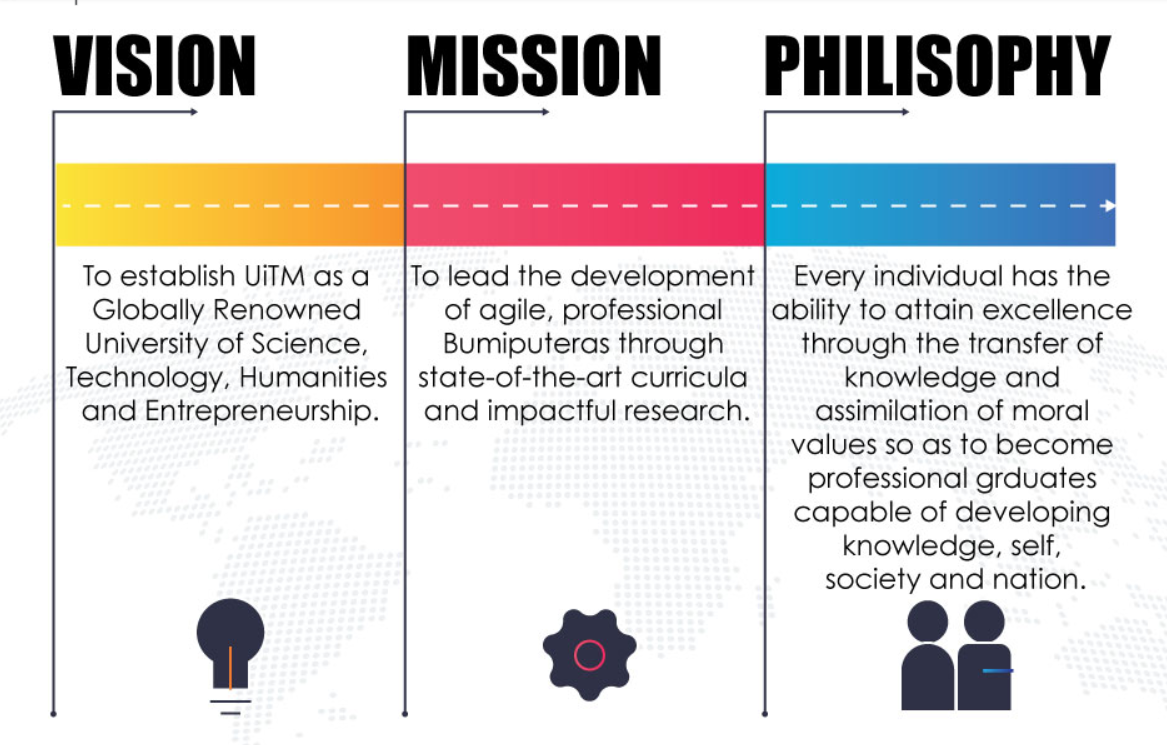 VISION
To establish UiTM as a
Globally Renowned
University of Science,
Technology, Humanities
and Entrepreneurship.
MISSION
To lead the development
of agile, professional
Bumiputeras through
state-of-the-art curricula
and impactful research.
PHILISOPHY
Every individual has the
ability to attain excellence
through the transfer of
knowledge and
assimilation of moral
values so as to become
professional grduates
capable of developing
knowledge, self,
society and nation.